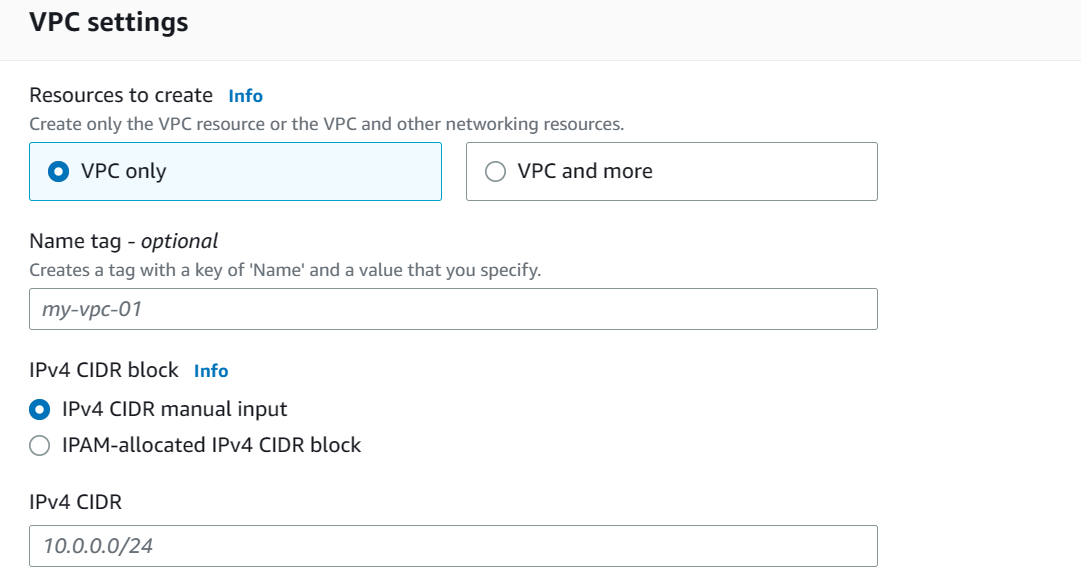 VPC settings
Resources to create Info
Create only the VPC resource or the VPC and other networking resources.
VPC only
VPC and more
Name tag - optional
Creates a tag with a key of 'Name' and a value that you specify.
my-vpc-01
IPv4 CIDR block Info
IPv4 CIDR manual input
IPAM-allocated IPv4 CIDR block
IPv4 CIDR
10.0.0.0/24